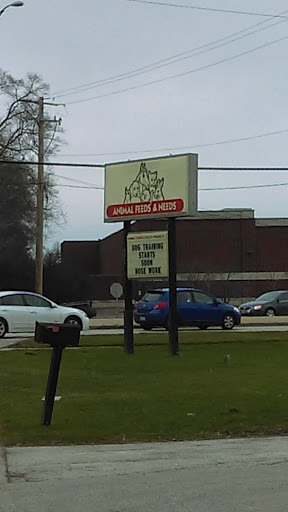 ANIMAL FEEDS & NEEDS
DOG TRAINING
STARTS
SOON
NOSE WORK